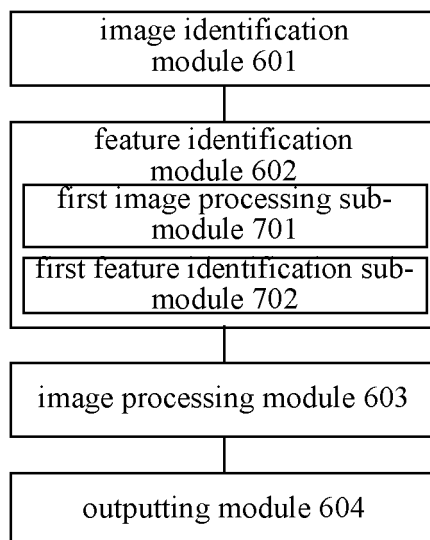 image identification
module 601
feature identification
module 602
first image processing sub-
module 701
first feature identification sub-
module 702
image processing module 603
outputting module 604